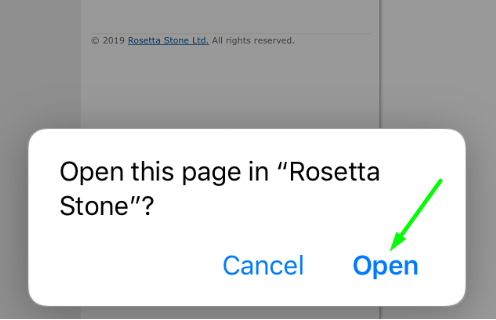 © 2019 Rosetta Stone Ltd. All rights reserved.
Open this page in “Rosetta
Stone”?
Cancel Open